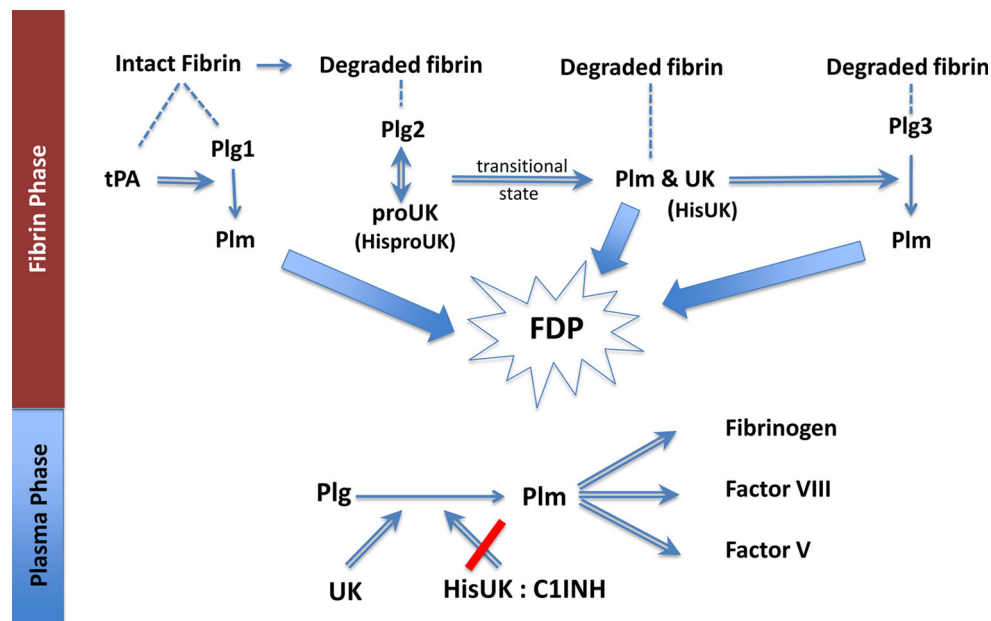 Fibrin Phase
Intact Fibrin
Degraded fibrin
Degraded fibrin
Degraded fibrin
Plg1
Plg2
Plg3
tPA
transitional
state
Plm & UK
(HisUK)
proUK
(HisproUK)
Plm
Plm
FDP
Plasma Phase
Fibrinogen
Plg
Plm
Factor VIII
Factor V
UK
HisUK : C1INH